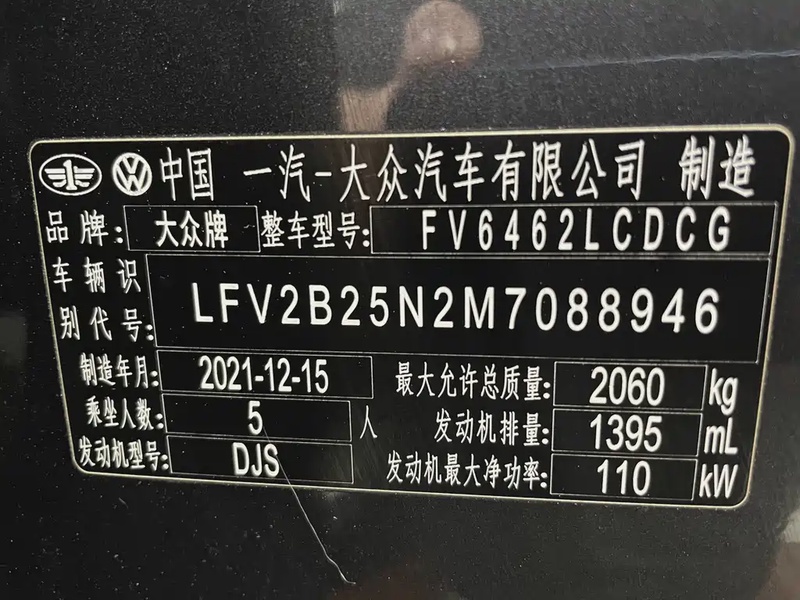 中国 一汽-大众汽车有限公司 制造
品牌: 大众牌 整车型号: FV6462LCDCG
车辆识别代号: LFV2B25N2M7088946
制造年月: 2021-12-15 最大允许总质量: 2060 kg
乘坐人数: 5 人 发动机排量: 1395 mL
发动机型号: DJS 发动机最大净功率: 110 kW